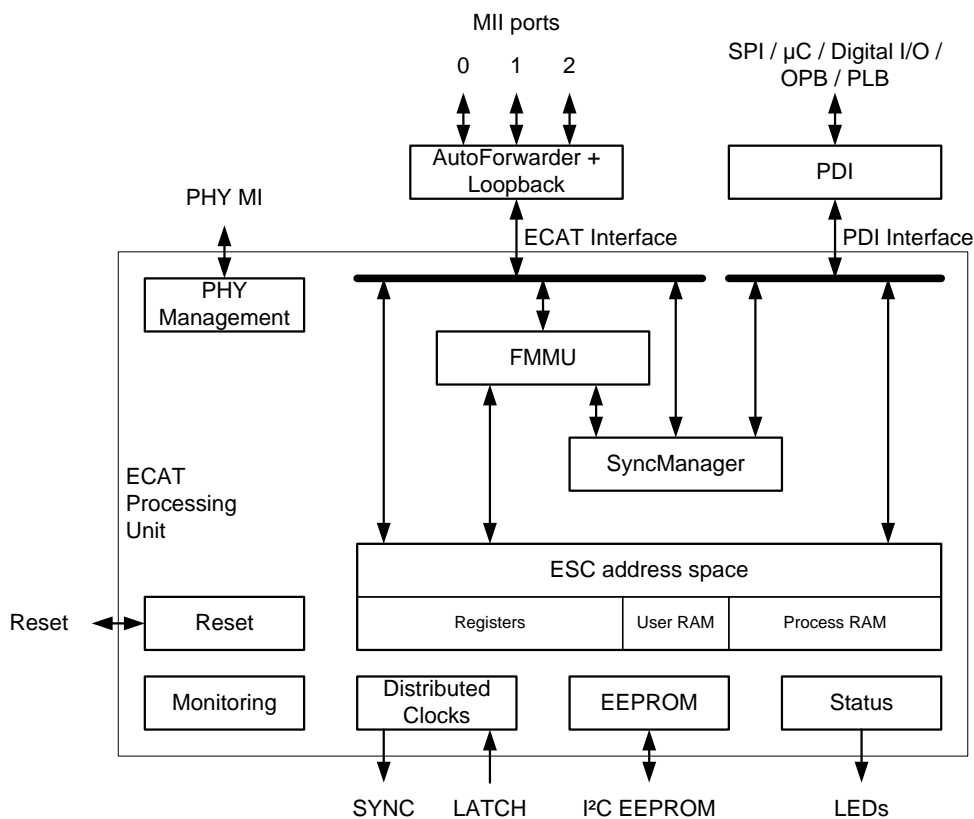 MII ports
0 1 2
SPI / µC / Digital I/O /
OPB / PLB
AutoForwarder +
Loopback
PDI
PHY MI
ECAT Interface
PDI Interface
PHY
Management
FMMU
SyncManager
ECAT
Processing
Unit
ESC address space
Reset
Reset
Registers
User RAM
Process RAM
Monitoring
Distributed
Clocks
EEPROM
Status
SYNC
LATCH
I²C EEPROM
LEDs